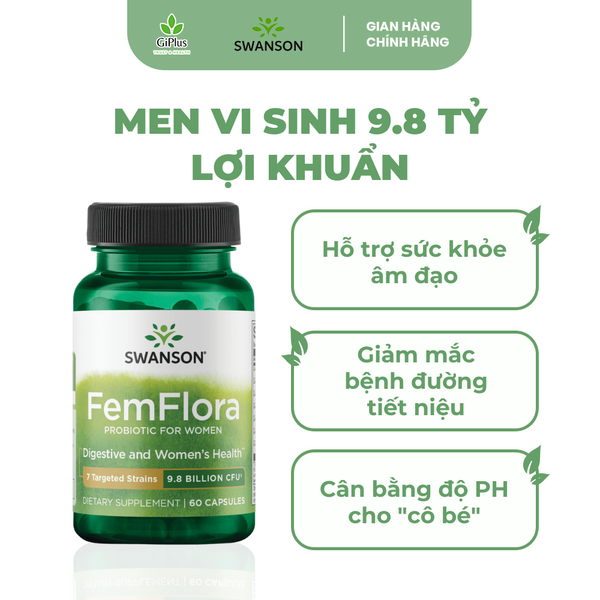 GiPlus
TRUST & HEALTH
SWANSON
GIAN HÀNG
CHÍNH HÃNG
MEN VI SINH 9.8 TỶ
LỢI KHUẨN
Hỗ trợ sức khỏe
âm đạo
Giảm mắc
bệnh đường
tiết niệu
Cân bằng độ PH
cho "cô bé"
SWANSON®
FemFlora
PROBIOTIC FOR WOMEN
Digestive and Women's Health
7 Targeted Strains
9.8 BILLION CFU
DIETARY SUPPLEMENT | 60 CAPSULES